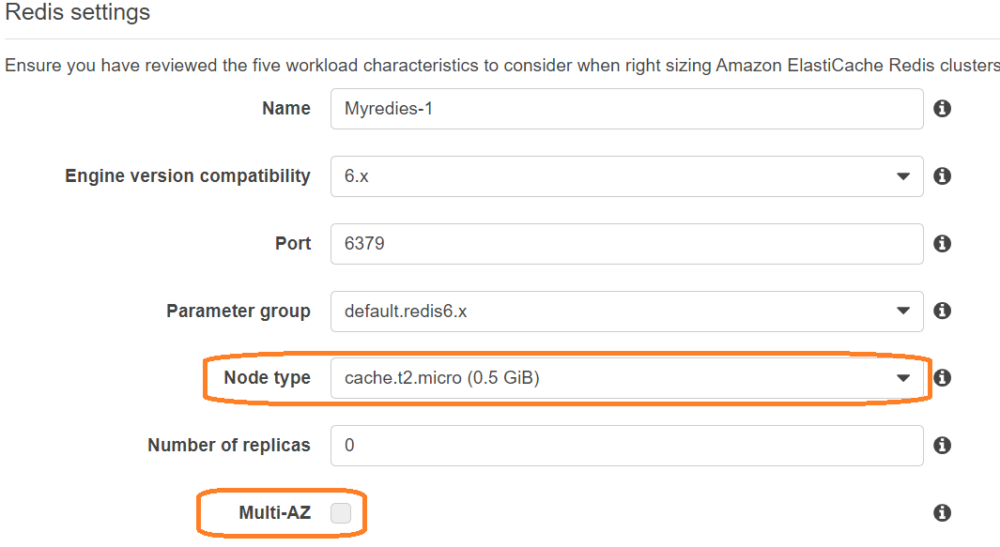 Redis settings
Ensure you have reviewed the five workload characteristics to consider when right sizing Amazon ElastiCache Redis clusters
Name Myredies-1
Engine version compatibility 6.x
Port 6379
Parameter group default.redis6.x
Node type cache.t2.micro (0.5 GiB)
Number of replicas 0
Multi-AZ